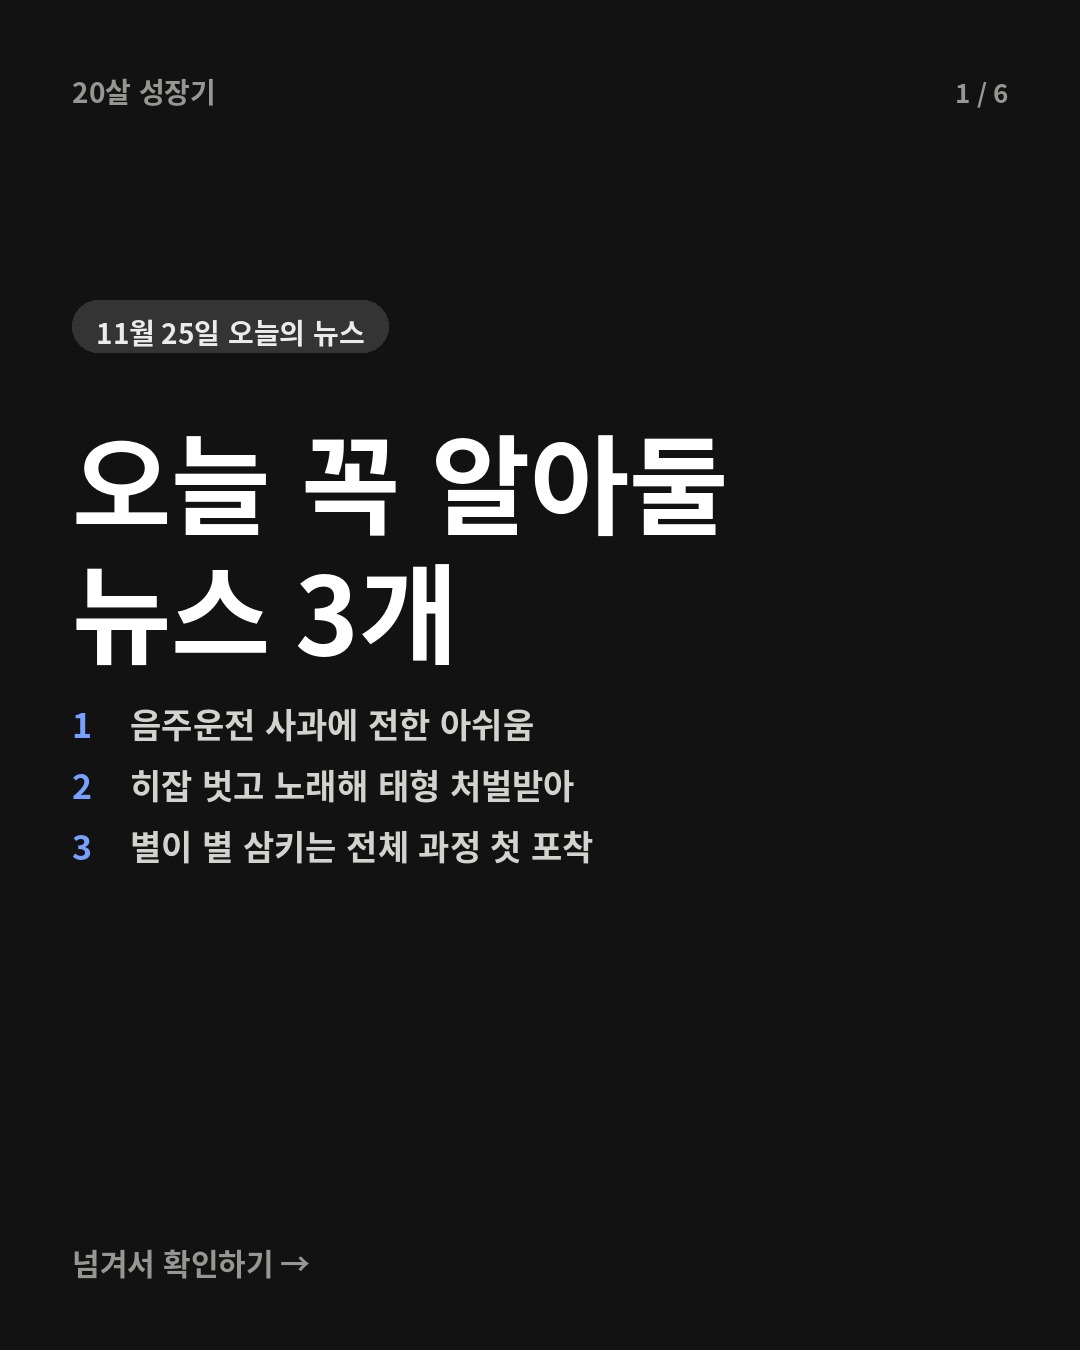 20살 성장기
1 / 6
11월 25일 오늘의 뉴스
오늘 꼭 알아둘
뉴스 3개
1 음주운전 사과에 전한 아쉬움
2 히잡 벗고 노래해 태형 처벌받아
3 별이 별 삼키는 전체 과정 첫 포착
넘겨서 확인하기 →